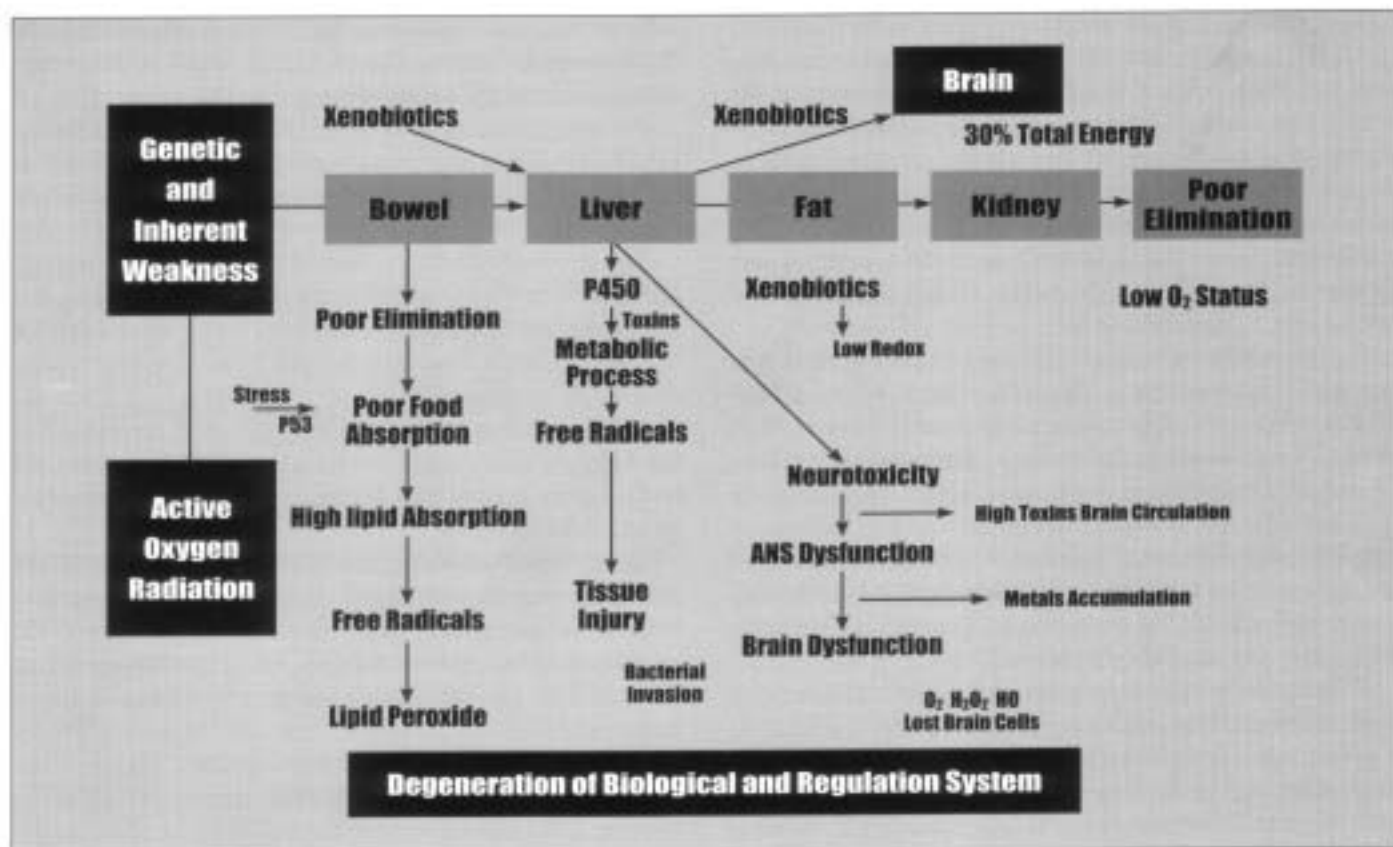 Brain
Xenobiotics
Xenobiotics
30% Total Energy
Genetic
and
Inherent
Weakness
Bowel
Liver
Fat
Kidney
Poor
Elimination
P450
Xenobiotics
Low O₂ Status
Poor Elimination
Toxins
Metabolic
Process
Low Redox
Stress
P53
Poor Food
Absorption
Free Radicals
Neurotoxicity
Active
Oxygen
Radiation
High lipid Absorption
High Toxins Brain Circulation
ANS Dysfunction
Tissue
Injury
Metals Accumulation
Free Radicals
Brain Dysfunction
Bacterial
Invasion
Lipid Peroxide
O₂ H₂O₂ HO
Lost Brain Cells
Degeneration of Biological and Regulation System